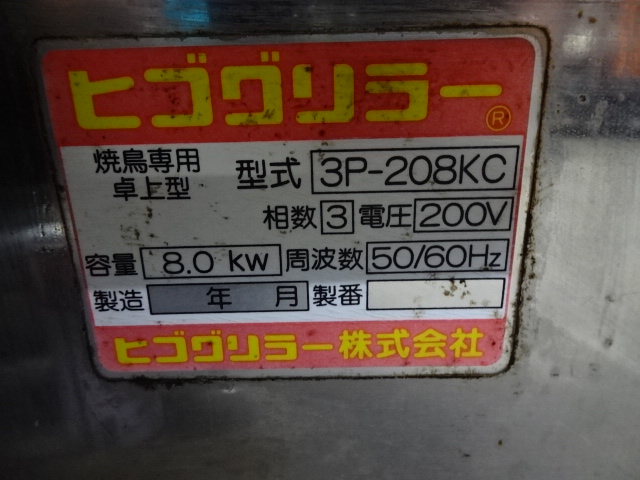 ヒゴグリラー®
焼鳥専用
卓上型
型式 3P-208KC
相数 3 電圧 200V
容量 8.0 kw 周波数 50/60Hz
製造 年 月 製番
ヒゴグリラー株式会社